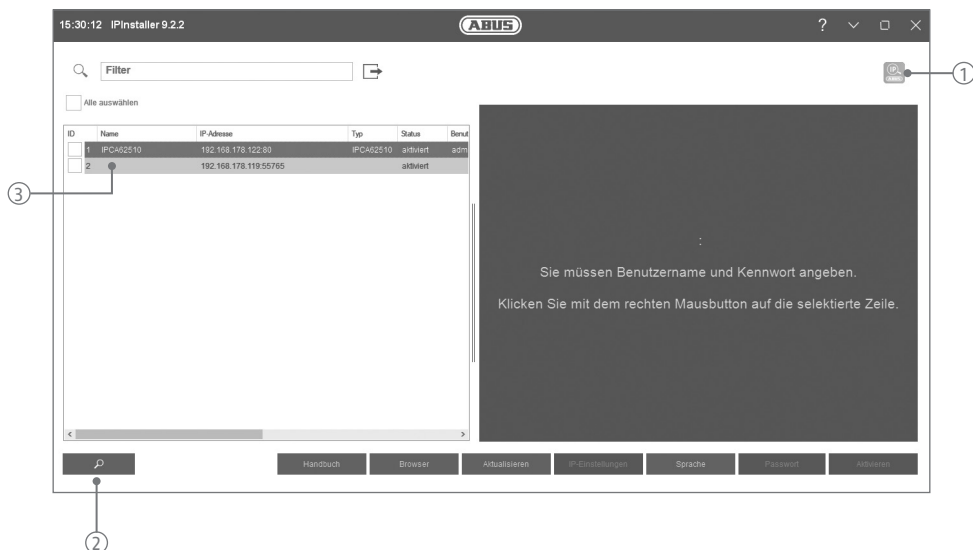 15:30:12 IPInstaller 9.2.2
ABUS
?
Filter
IP
ABUS
1
Alle auswählen
ID Name IP-Adresse Typ Status Benut
1 IPCA62510 192.168.178.122:80 IPCA62510 aktiviert adm
2 192.168.178.119:55765 aktiviert
3
:
Sie müssen Benutzername und Kennwort angeben.
Klicken Sie mit dem rechten Mausbutton auf die selektierte Zeile.
Handbuch Browser Aktualisieren IP-Einstellungen Sprache Passwort Aktivieren
2